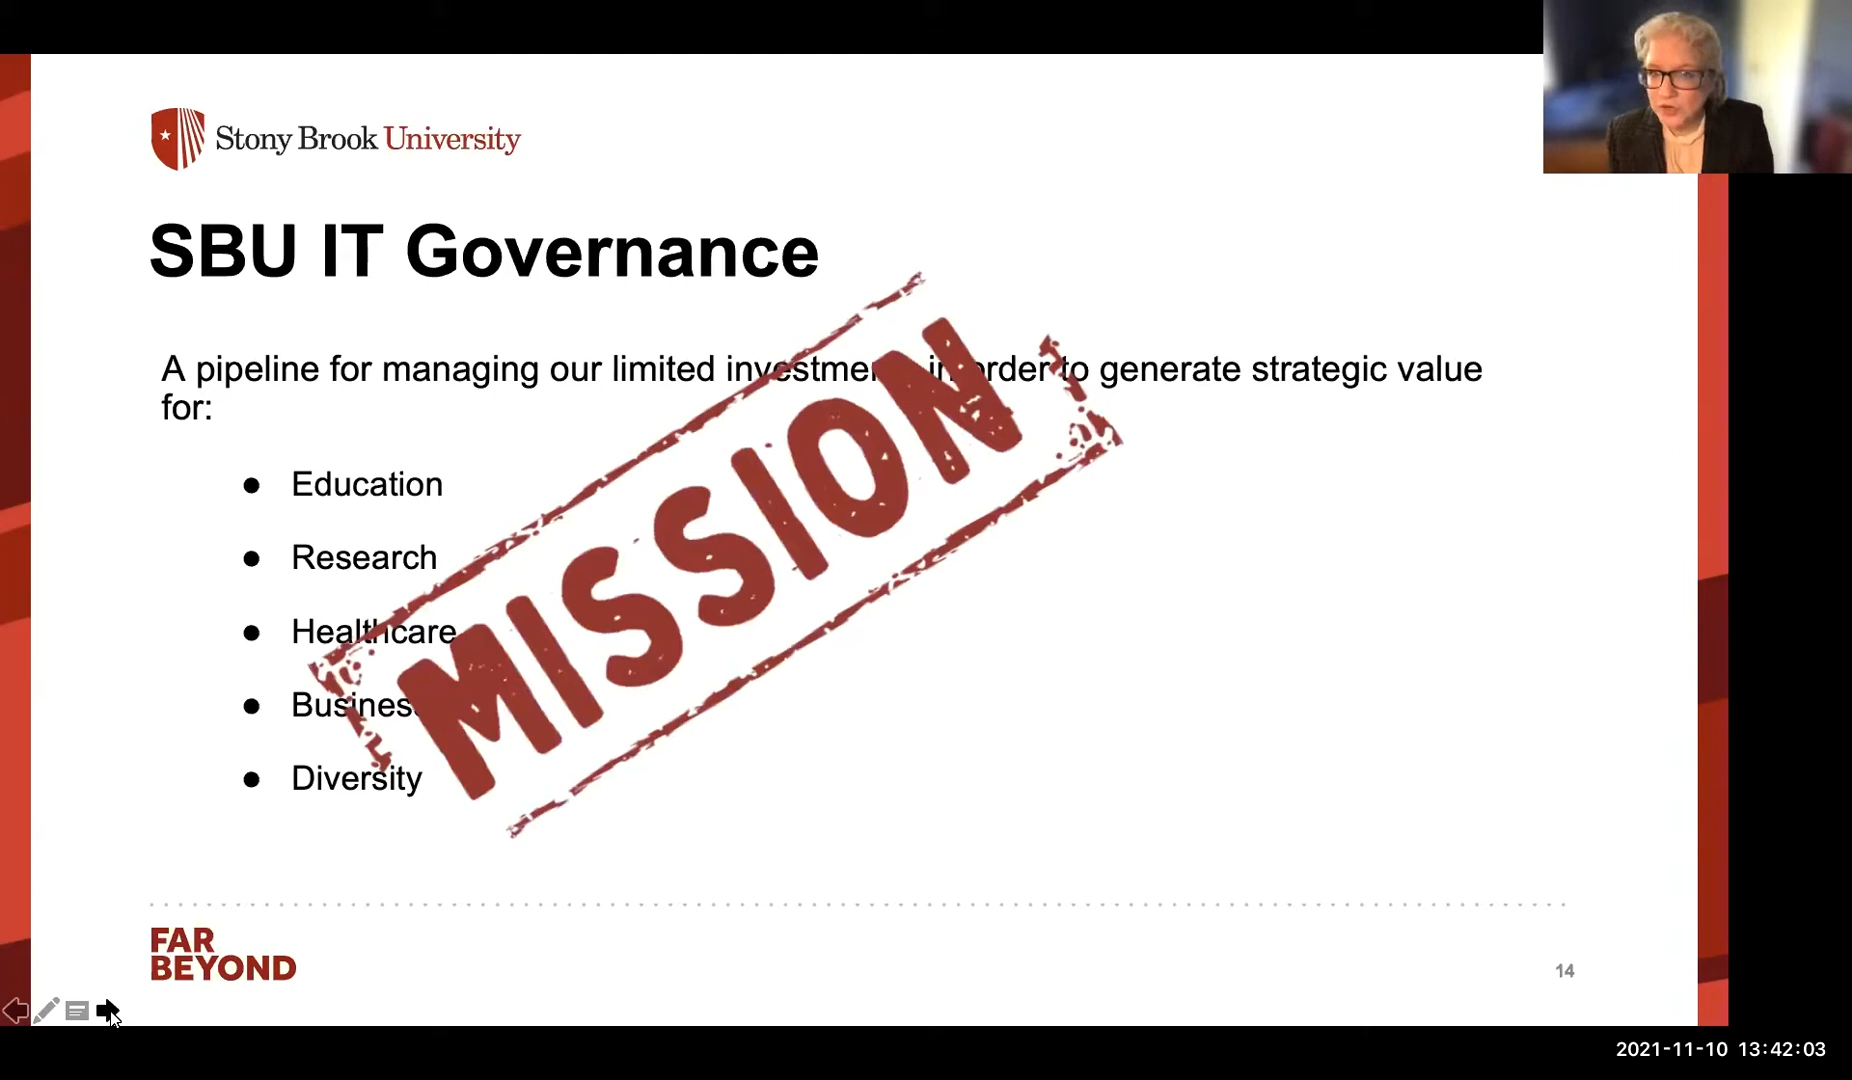 Stony Brook University
SBU IT Governance
A pipeline for managing our limited investments in order to generate strategic value
for:
● Education
● Research
● Healthcare
● Business
● Diversity
MISSION
FAR
BEYOND
14
2021-11-10 13:42:03